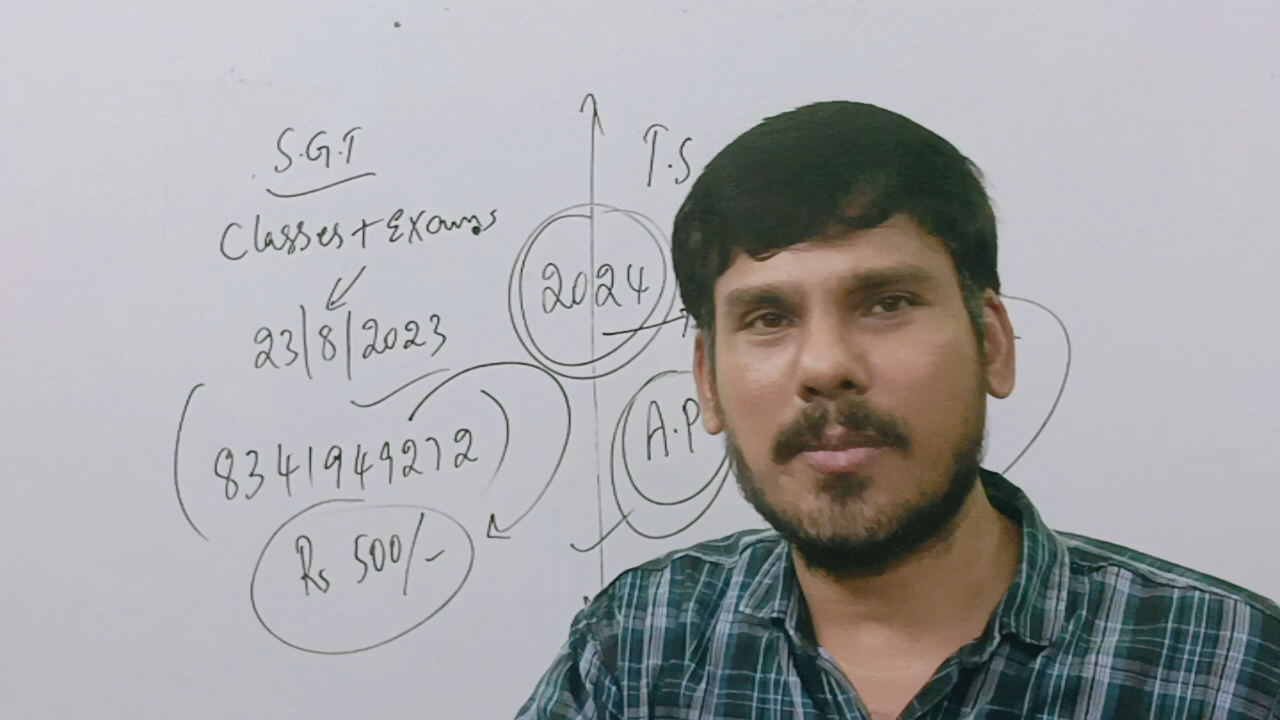 S.G.T
Classes + Exams
23/8/2023
(8341949272)
Rs 500/-
2024
T.S
A.P